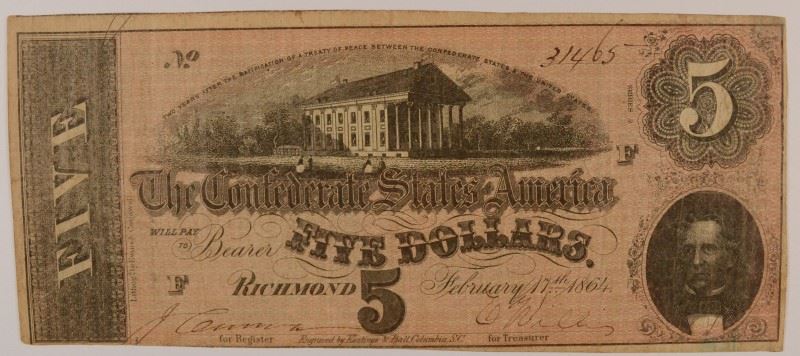 TWO YEARS AFTER THE RATIFICATION OF A TREATY OF PEACE BETWEEN THE CONFEDERATE STATES & THE UNITED STATES
No 31465
FIVE
5
F
The Confederate States of America
WILL PAY
TO Bearer FIVE DOLLARS.
F RICHMOND 5 February 17th 1864
for Register Engraved by Keatinge & Ball, Columbia, S.C. for Treasurer